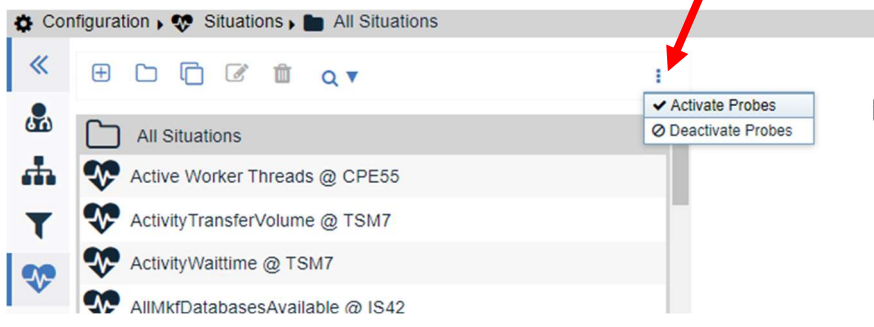 Configuration Situations All Situations
Activate Probes
Deactivate Probes
All Situations
Active Worker Threads @ CPE55
ActivityTransferVolume @ TSM7
ActivityWaittime @ TSM7
AllMkfDatabasesAvailable @ IS42